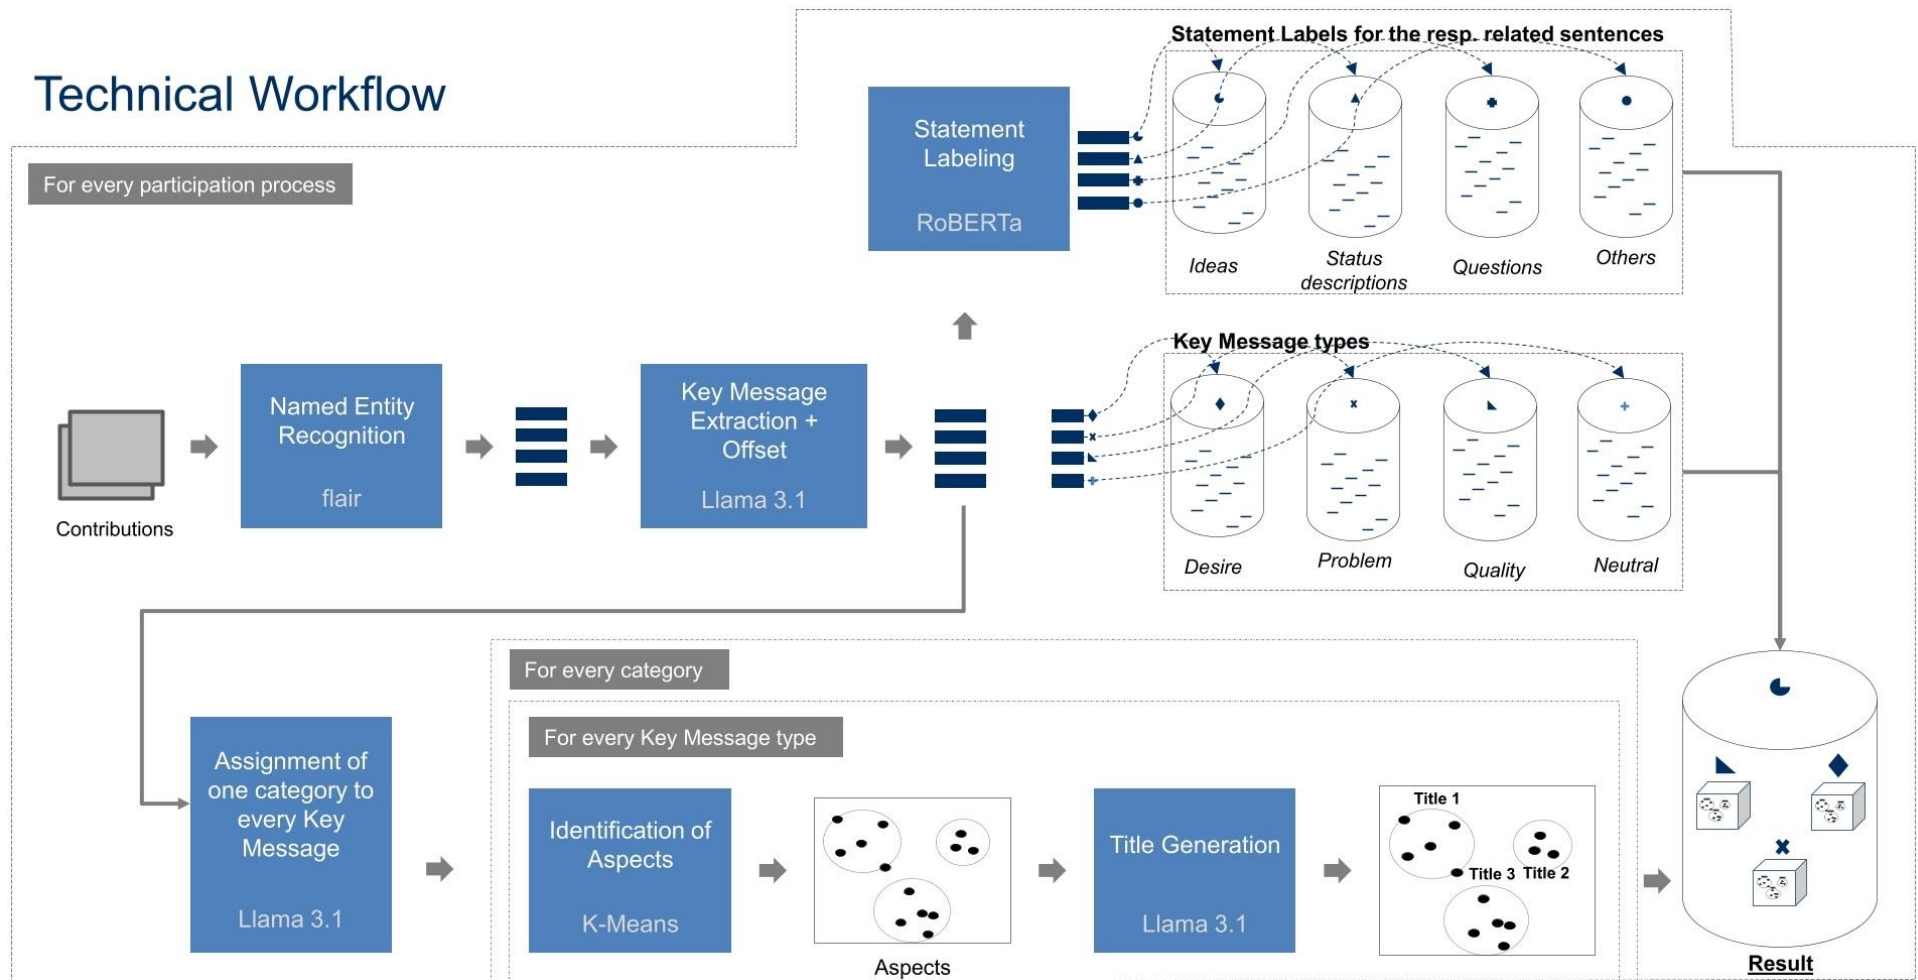 Technical Workflow
For every participation process
Statement
Labeling
RoBERTa
Statement Labels for the resp. related sentences
Ideas
Status
descriptions
Questions
Others
Contributions
Named Entity
Recognition
flair
Key Message
Extraction +
Offset
Llama 3.1
Key Message types
Desire
Problem
Quality
Neutral
For every category
For every Key Message type
Assignment of
one category to
every Key
Message
Llama 3.1
Identification of
Aspects
K-Means
Aspects
Title Generation
Llama 3.1
Title 1
Title 3
Title 2
Result